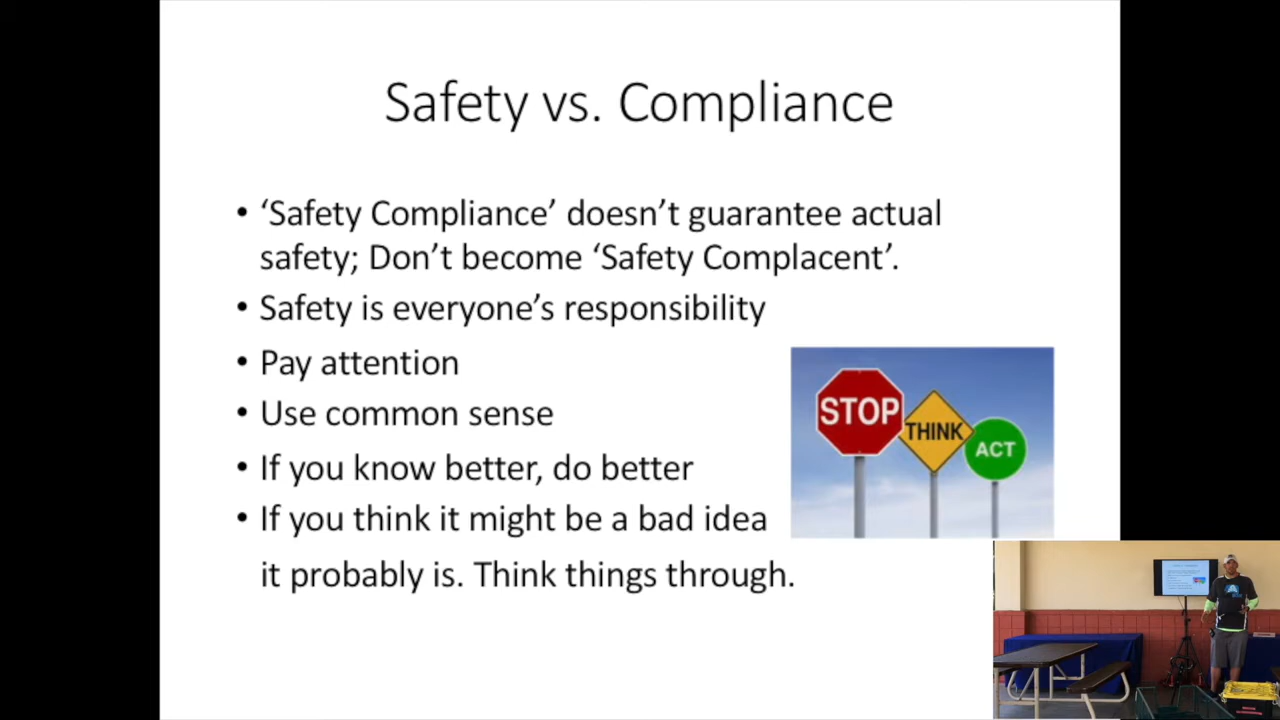 Safety vs. Compliance
• ‘Safety Compliance’ doesn’t guarantee actual
safety; Don’t become ‘Safety Complacent’.
• Safety is everyone’s responsibility
• Pay attention
• Use common sense
• If you know better, do better
• If you think it might be a bad idea
it probably is. Think things through.
STOP
THINK
ACT